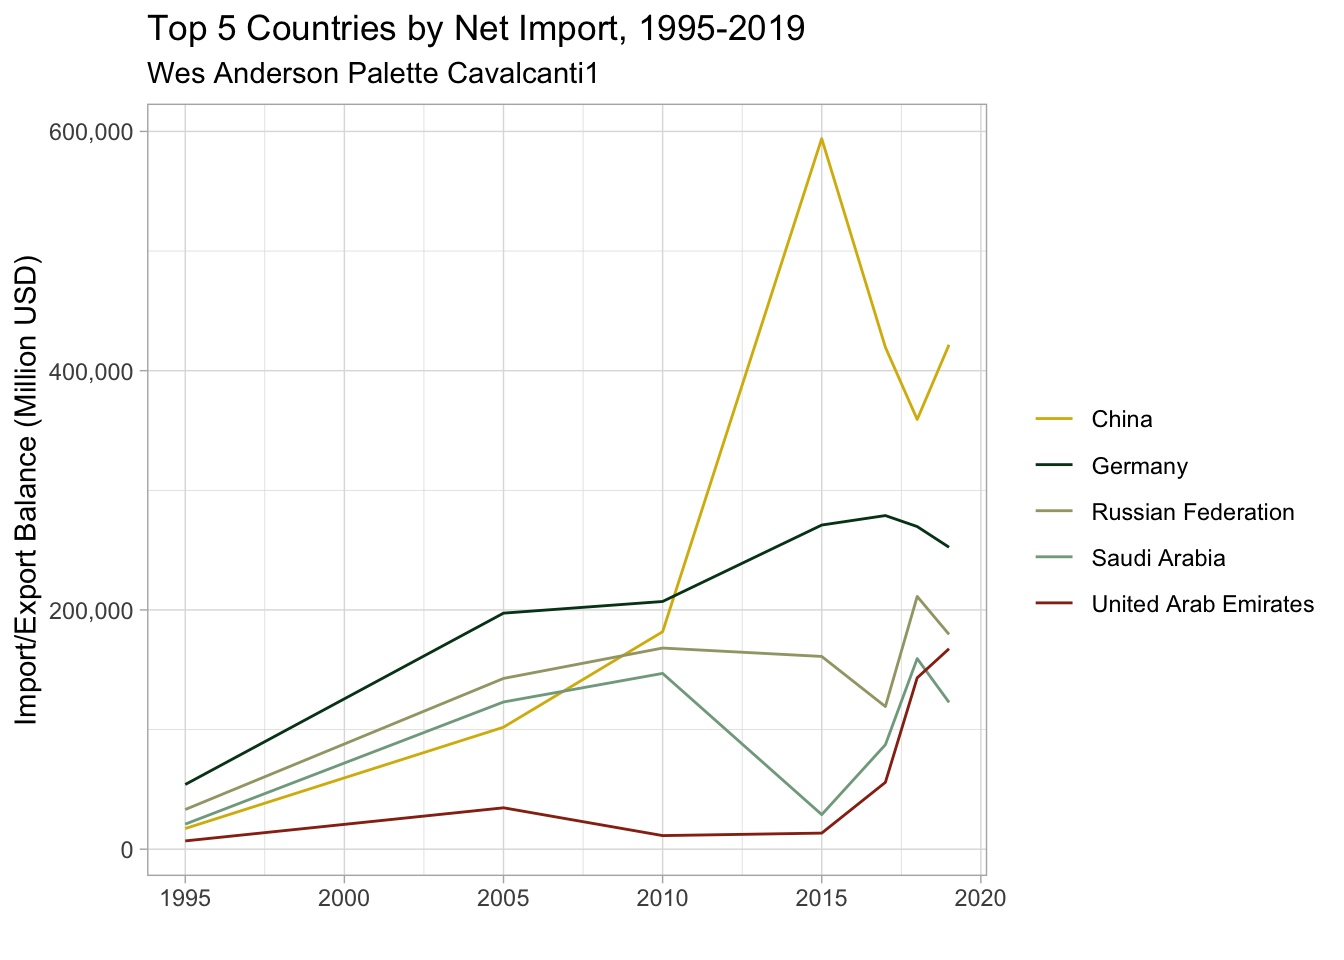 Top 5 Countries by Net Import, 1995-2019
Wes Anderson Palette Cavalcanti1
Import/Export Balance (Million USD)
600,000
400,000
200,000
0
1995
2000
2005
2010
2015
2020
China
Germany
Russian Federation
Saudi Arabia
United Arab Emirates